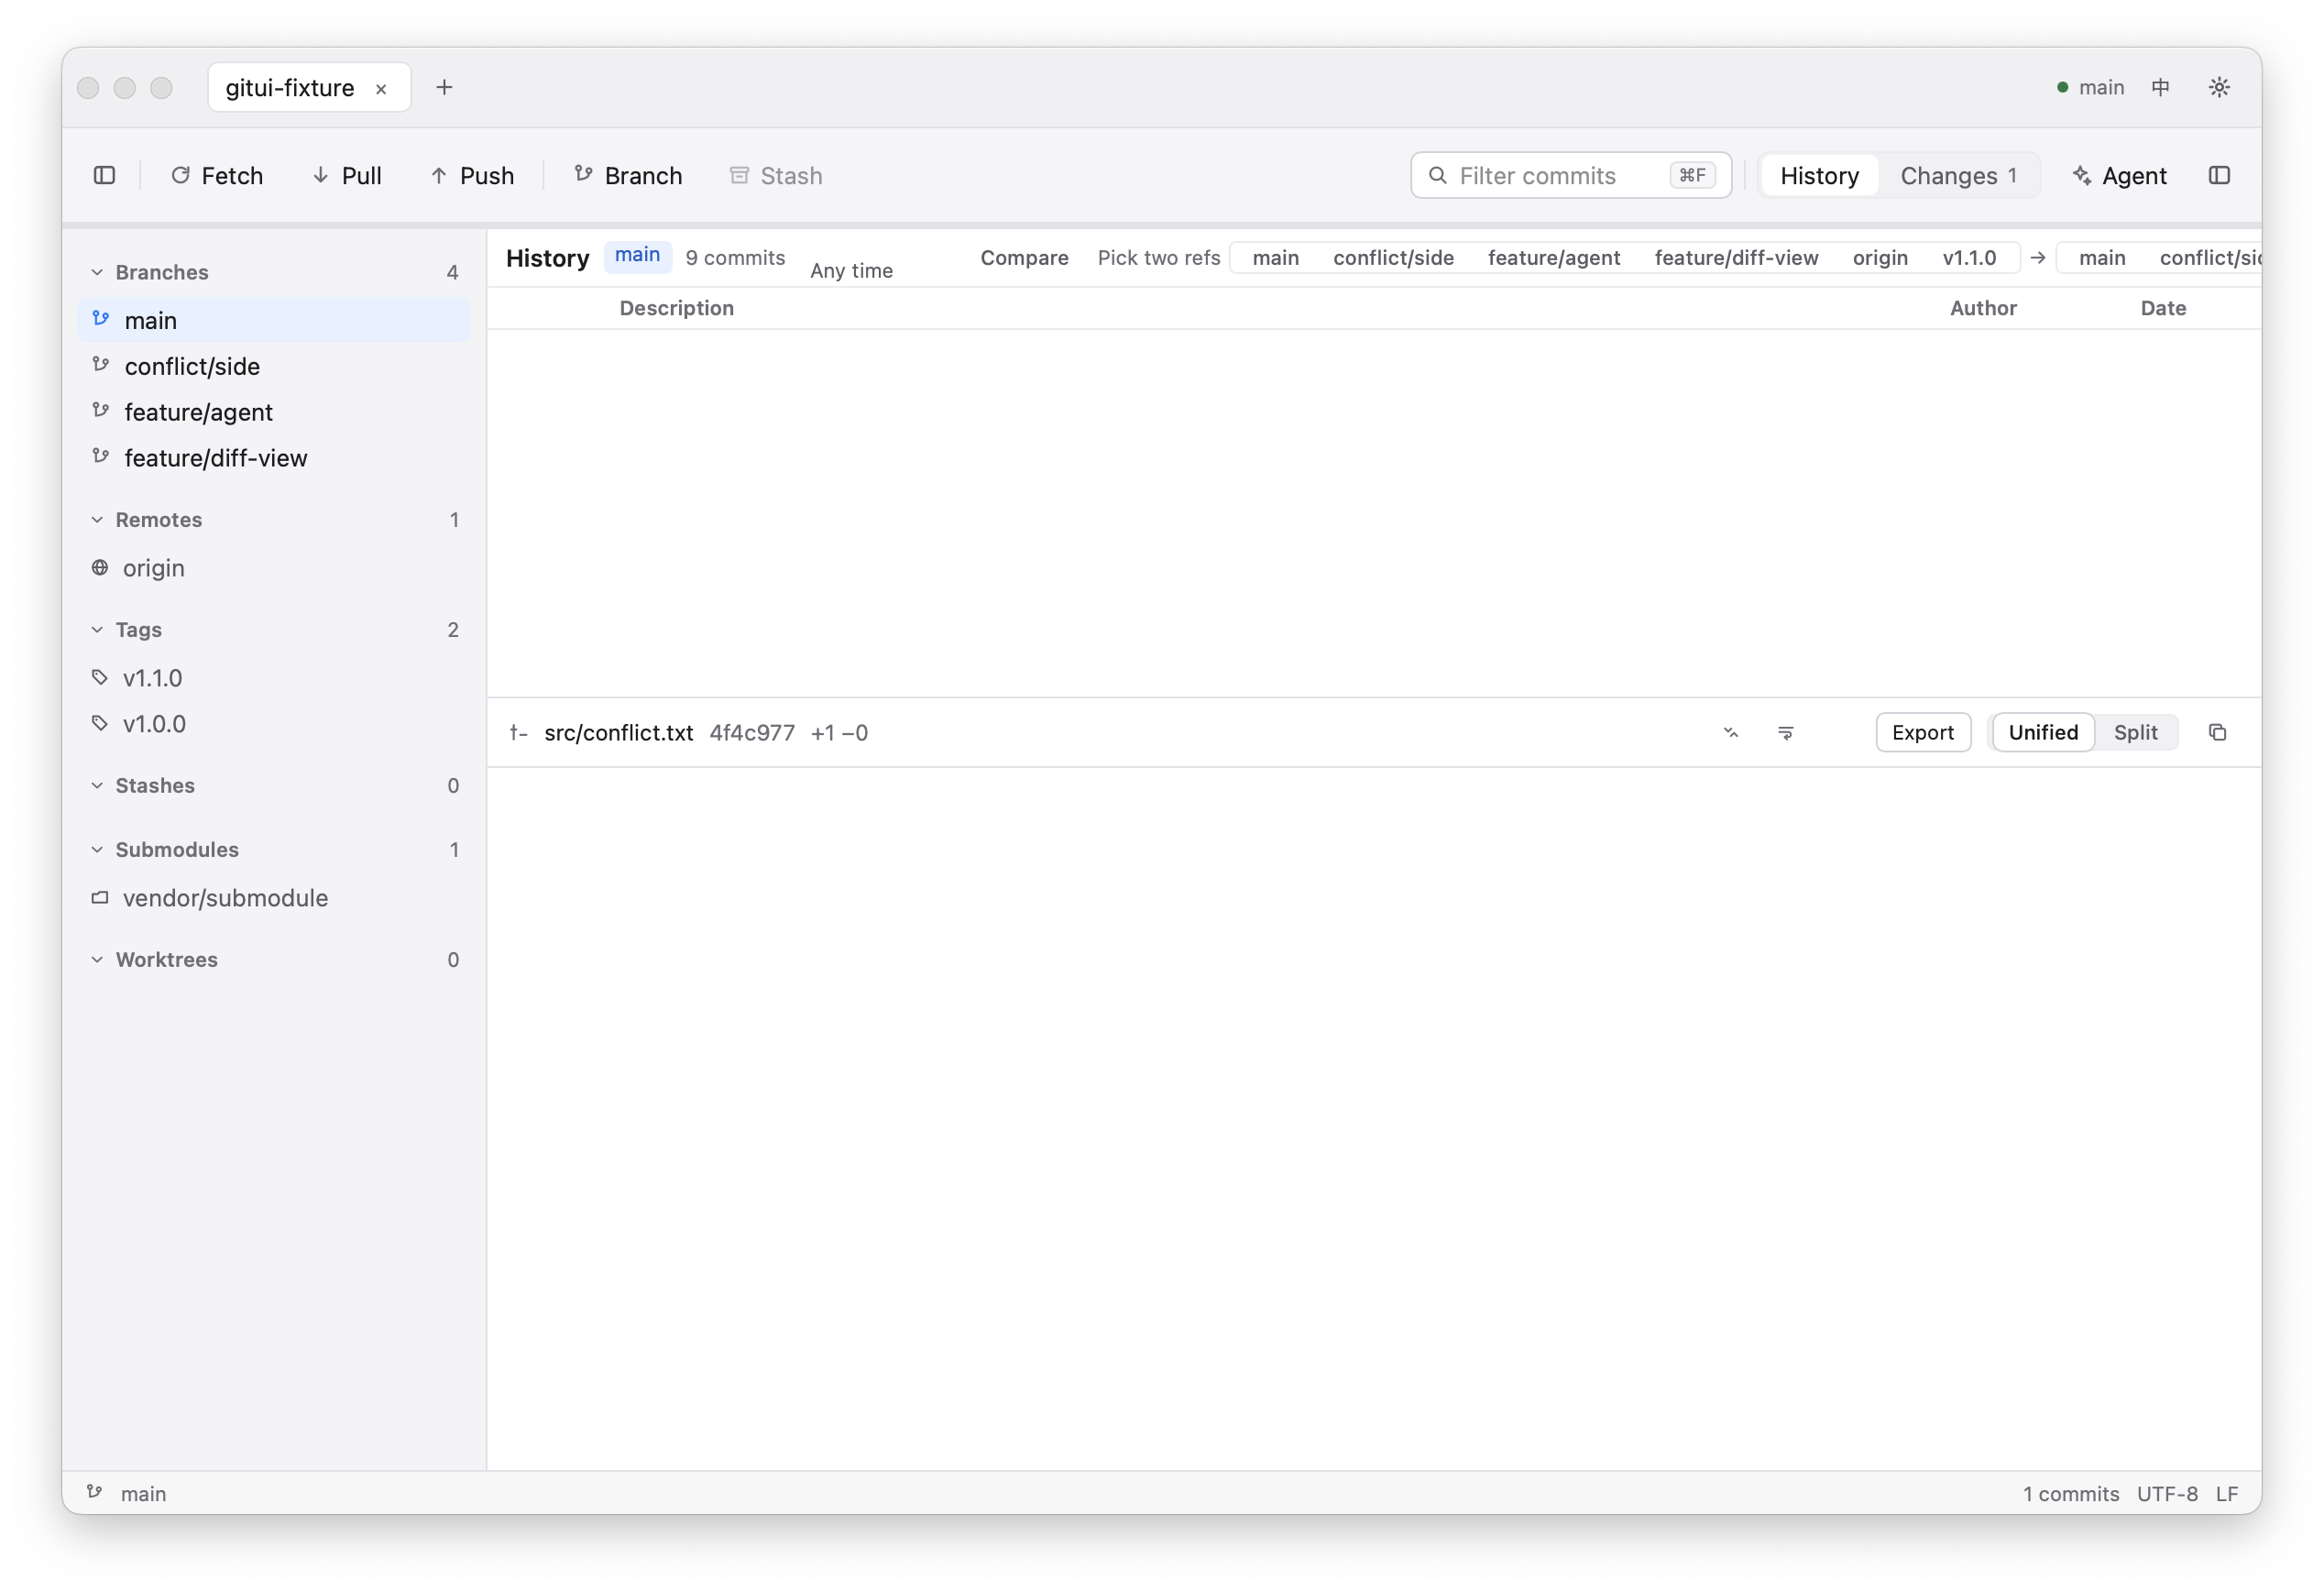 gitui-fixture × +
main 中
Fetch Pull Push Branch Stash
Filter commits ⌘F History Changes 1 Agent
Branches 4
main
conflict/side
feature/agent
feature/diff-view
Remotes 1
origin
Tags 2
v1.1.0
v1.0.0
Stashes 0
Submodules 1
vendor/submodule
Worktrees 0
History main 9 commits Any time Compare Pick two refs main conflict/side feature/agent feature/diff-view origin v1.1.0 → main
Description Author Date
src/conflict.txt 4f4c977 +1 −0 Export Unified Split
main 1 commits UTF-8 LF